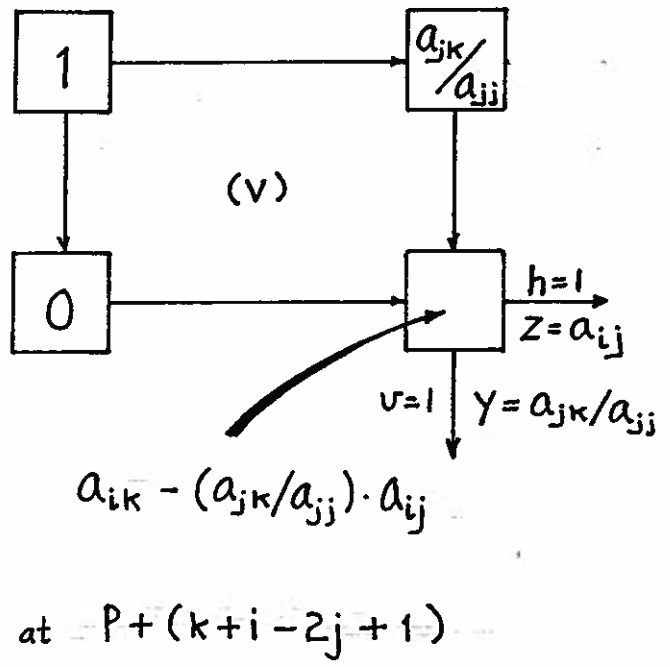 1
a_jk/a_jj
(V)
0
h=1
z=a_ij
v=1 y=a_jk/a_jj
a_ik - (a_jk/a_jj)·a_ij
at P+(k+i-2j+1)